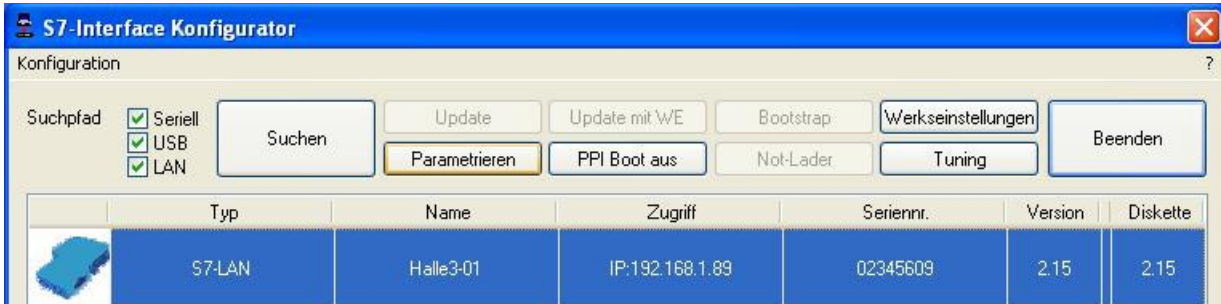 S7-Interface Konfigurator
Konfiguration ?
Suchpfad Seriell USB LAN
Suchen
Update Update mit WE Bootstrap Werkseinstellungen
Parametrieren PPI Boot aus Not-Lader Tuning
Beenden
Typ Name Zugriff Seriennr. Version Diskette
S7-LAN Halle3-01 IP:192.168.1.89 02345609 2.15 2.15